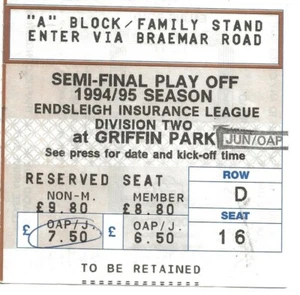 "A" BLOCK/FAMILY STAND
ENTER VIA BRAEMAR ROAD
SEMI-FINAL PLAY OFF
1994/95 SEASON
ENDSLEIGH INSURANCE LEAGUE
DIVISION TWO
at GRIFFIN PARK
JUN/OAP
See press for date and kick-off time
RESERVED SEAT
ROW
NON-M. MEMBER
£9.80 £8.80
D
OAP/J. OAP/J.
SEAT
£ 7.50 £ 6.50
16
TO BE RETAINED